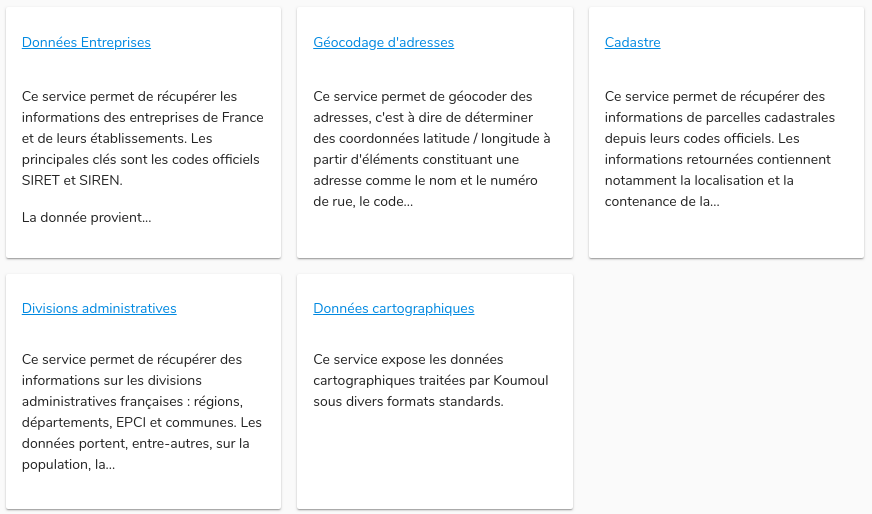 Données Entreprises
Ce service permet de récupérer les
informations des entreprises de France
et de leurs établissements. Les
principales clés sont les codes officiels
SIRET et SIREN.
La donnée provient...
Géocodage d'adresses
Ce service permet de géocoder des
adresses, c'est à dire de déterminer
des coordonnées latitude / longitude à
partir d'éléments constituant une
adresse comme le nom et le numéro
de rue, le code...
Cadastre
Ce service permet de récupérer des
informations de parcelles cadastrales
depuis leurs codes officiels. Les
informations retournées contiennent
notamment la localisation et la
contenance de la...
Divisions administratives
Ce service permet de récupérer des
informations sur les divisions
administratives françaises : régions,
départements, EPCI et communes. Les
données portent, entre-autres, sur la
population, la...
Données cartographiques
Ce service expose les données
cartographiques traitées par Koumoul
sous divers formats standards.